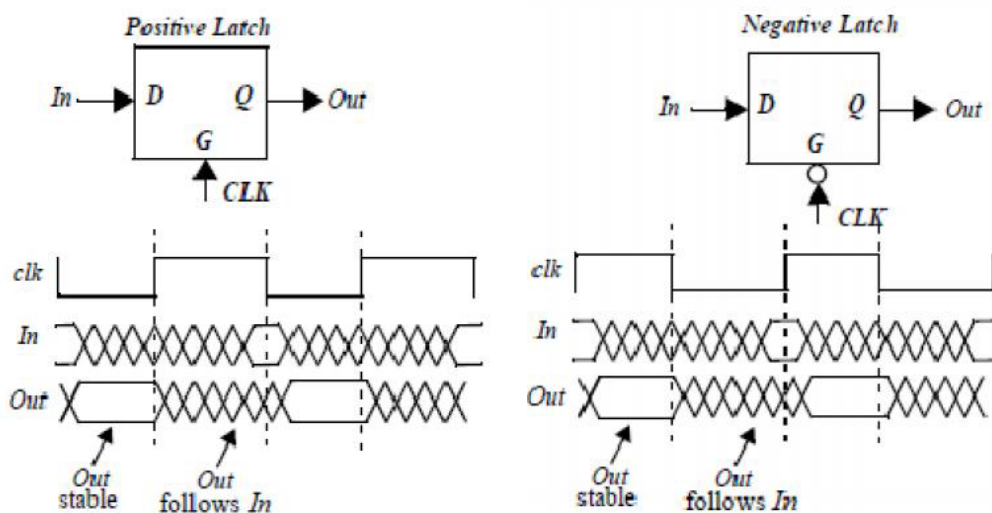 Positive Latch
In
D
Q
Out
G
CLK
clk
In
Out
Out
stable
Out
follows In
Negative Latch
In
D
Q
Out
G
CLK
clk
In
Out
Out
stable
Out
follows In